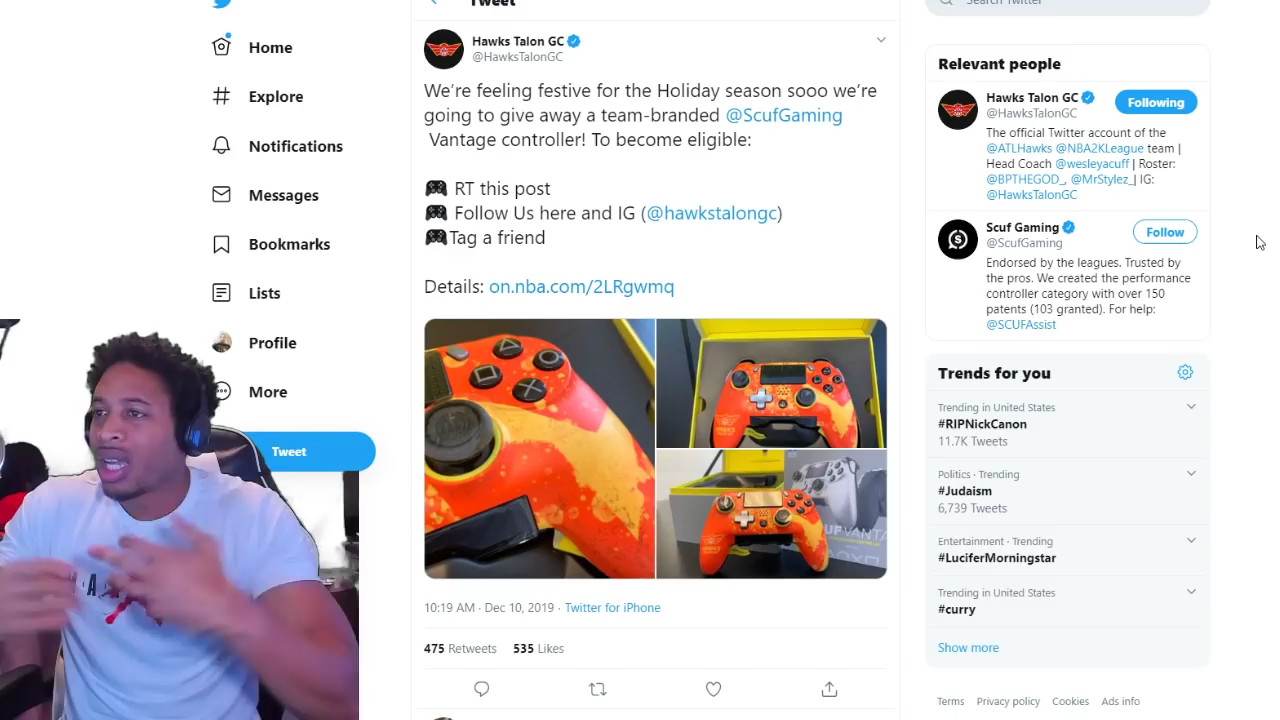 Tweet
Search Twitter
Home
Explore
Notifications
Messages
Bookmarks
Lists
Profile
More
Tweet
Hawks Talon GC
@HawksTalonGC
We're feeling festive for the Holiday season sooo we're
going to give away a team-branded @ScufGaming
Vantage controller! To become eligible:
RT this post
Follow Us here and IG (@hawkstalongc)
Tag a friend
Details: on.nba.com/2LRgwmq
10:19 AM · Dec 10, 2019 · Twitter for iPhone
475 Retweets 535 Likes
Relevant people
Hawks Talon GC
@HawksTalonGC
Following
The official Twitter account of the
@ATLHawks @NBA2KLeague team |
Head Coach @wesleyacuff | Roster:
@BPTHEGOD_, @MrStylez_| IG:
@HawksTalonGC
Scuf Gaming
@ScufGaming
Follow
Endorsed by the leagues. Trusted by
the pros. We created the performance
controller category with over 150
patents (103 granted). For help:
@SCUFAssist
Trends for you
Trending in United States
#RIPNickCanon
11.7K Tweets
Politics · Trending
#Judaism
6,739 Tweets
Entertainment · Trending
#LuciferMorningstar
Trending in United States
#curry
Show more
Terms Privacy policy Cookies Ads info